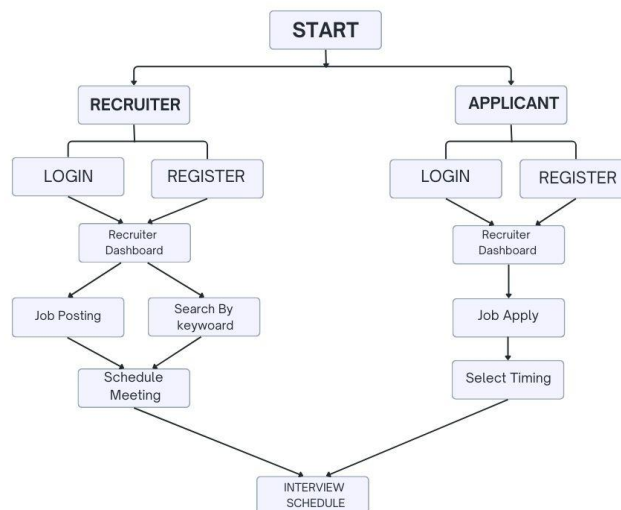 START
RECRUITER
APPLICANT
LOGIN
REGISTER
LOGIN
REGISTER
Recruiter
Dashboard
Recruiter
Dashboard
Job Posting
Search By
keywoard
Job Apply
Schedule
Meeting
Select Timing
INTERVIEW
SCHEDULE